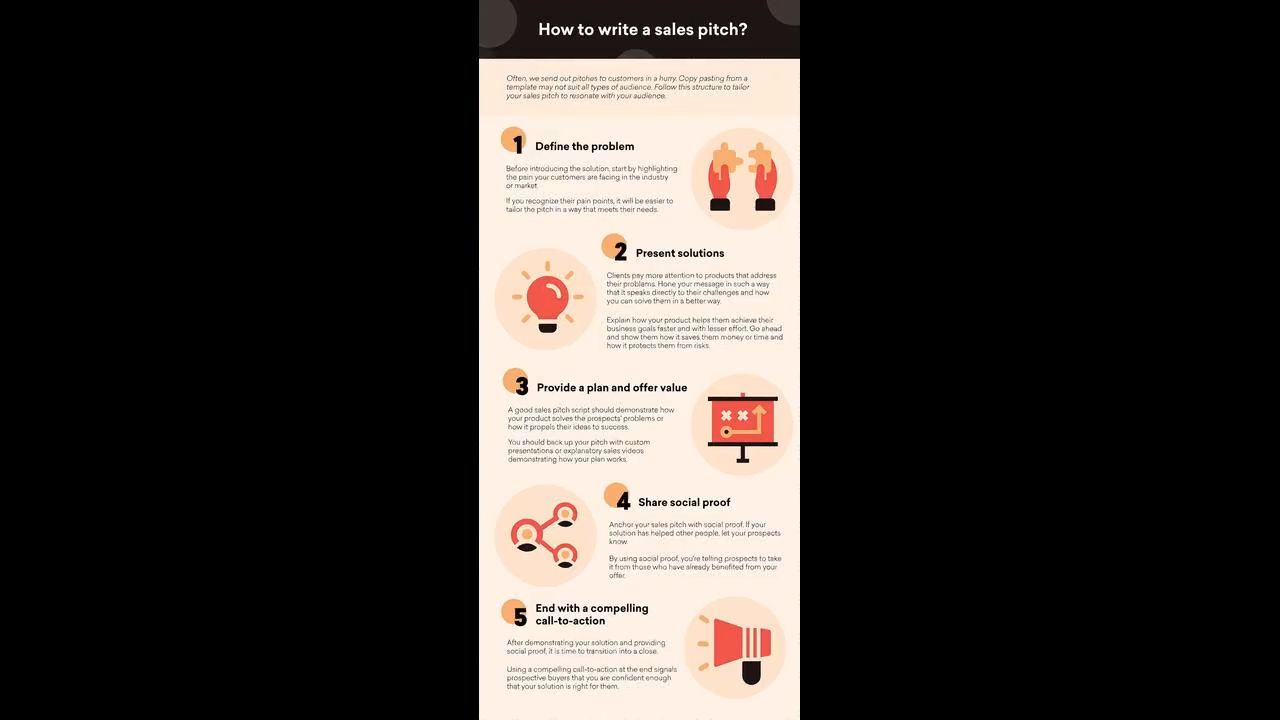 How to write a sales pitch?
Often, we send out pitches to customers in a hurry. Copy pasting from a
template may not suit all types of audience. Follow this structure to tailor
your sales pitch to resonate with your audience.
1
Define the problem
Before introducing the solution, start by highlighting
the pain your customers are facing in the industry
or market.
If you recognize their pain points, it will be easier to
tailor the pitch in a way that meets their needs.
2
Present solutions
Clients pay more attention to products that address
their problems. Hone your message in such a way
that it speaks directly to their challenges and how
you can solve them in a better way.
Explain how your product helps them achieve their
business goals faster and with lesser effort. Go ahead
and show them how it saves them money or time and
how it protects them from risks.
3
Provide a plan and offer value
A good sales pitch script should demonstrate how
your product solves the prospects' problems or
how it propels their ideas to success.
You should back up your pitch with custom
presentations or explanatory sales videos
demonstrating how your plan works.
4
Share social proof
Anchor your sales pitch with social proof. If your
solution has helped other people, let your prospects
know.
By using social proof, you're telling prospects to take
it from those who have already benefited from your
offer.
5
End with a compelling
call-to-action
After demonstrating your solution and providing
social proof, it is time to transition into a close.
Using a compelling call-to-action at the end signals
prospective buyers that you are confident enough
that your solution is right for them.